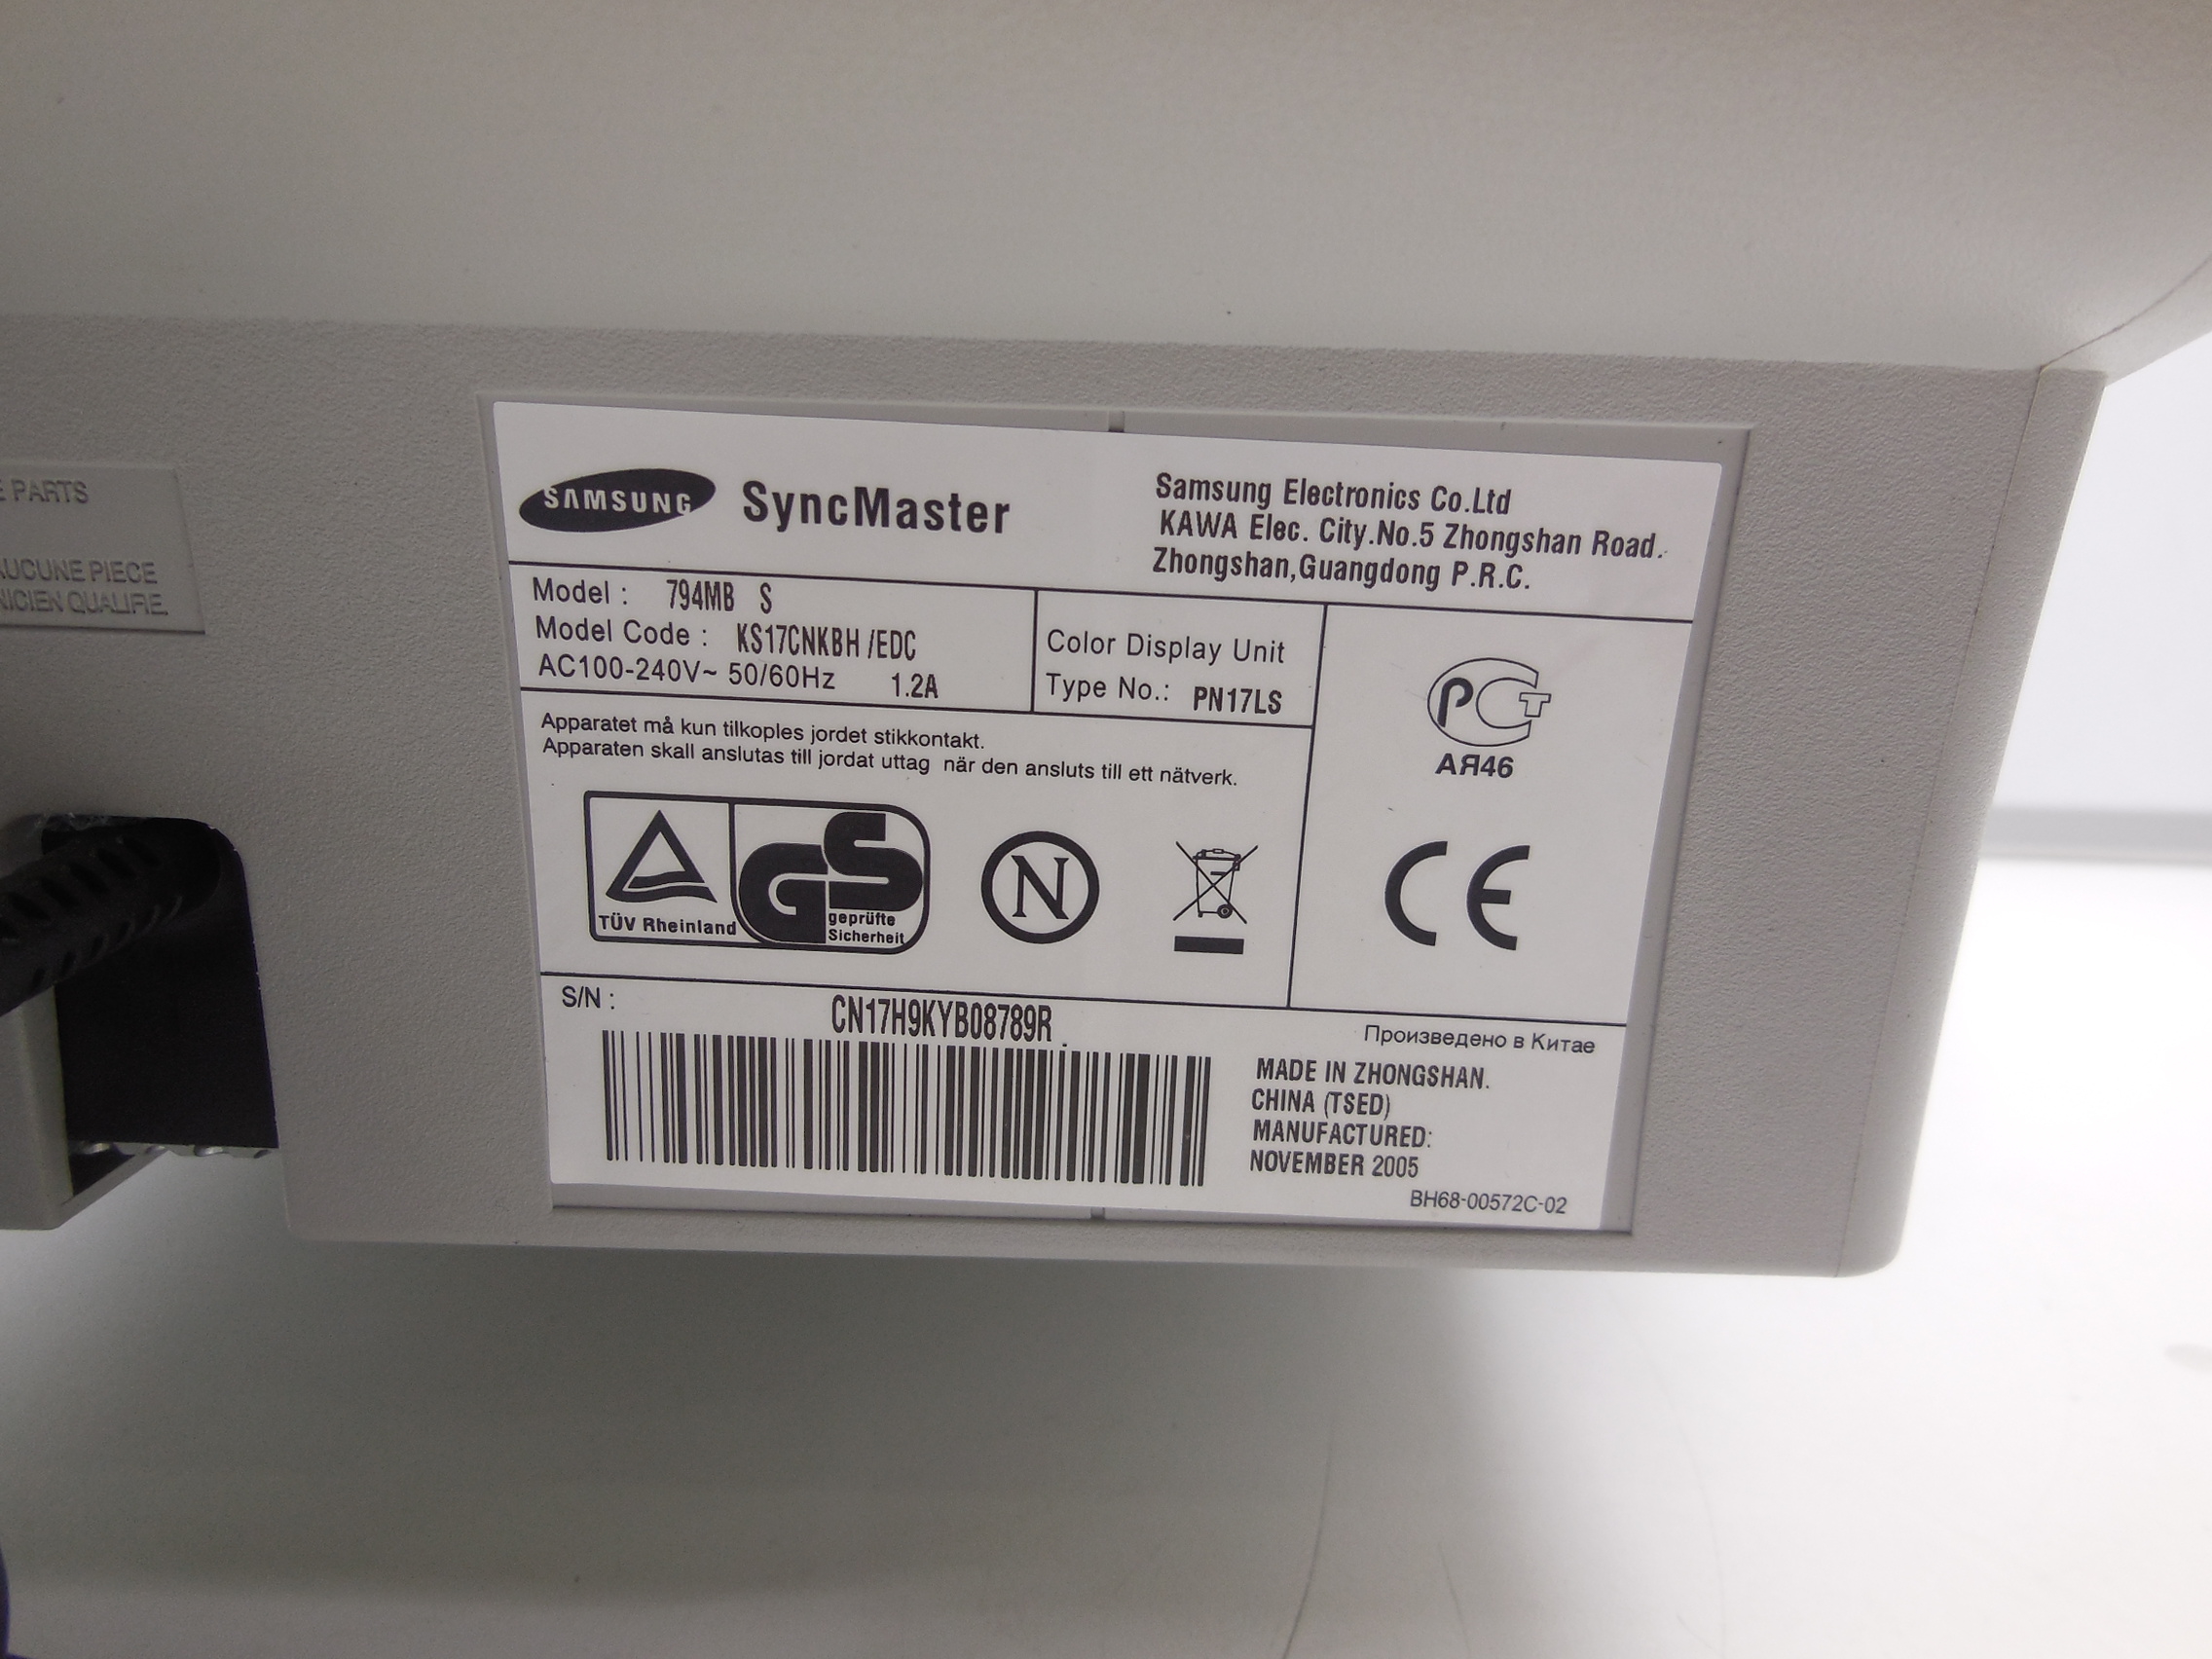 E PARTS
AUCUNE PIECE
NICIEN QUALIFIE.
SAMSUNG SyncMaster
Samsung Electronics Co.Ltd
KAWA Elec. City.No.5 Zhongshan Road.
Zhongshan,Guangdong P.R.C.
Model : 794MB S
Model Code : KS17CNKBH /EDC
AC100-240V~ 50/60Hz 1.2A
Color Display Unit
Type No.: PN17LS
Apparatet må kun tilkoples jordet stikkontakt.
Apparaten skall anslutas till jordat uttag när den ansluts till ett nätverk.
PCT
АЯ46
TÜV Rheinland
GS
geprüfte
Sicherheit
N
CE
S/N : CN17H9KYB08789R
Произведено в Китае
MADE IN ZHONGSHAN.
CHINA (TSED)
MANUFACTURED:
NOVEMBER 2005
BH68-00572C-02